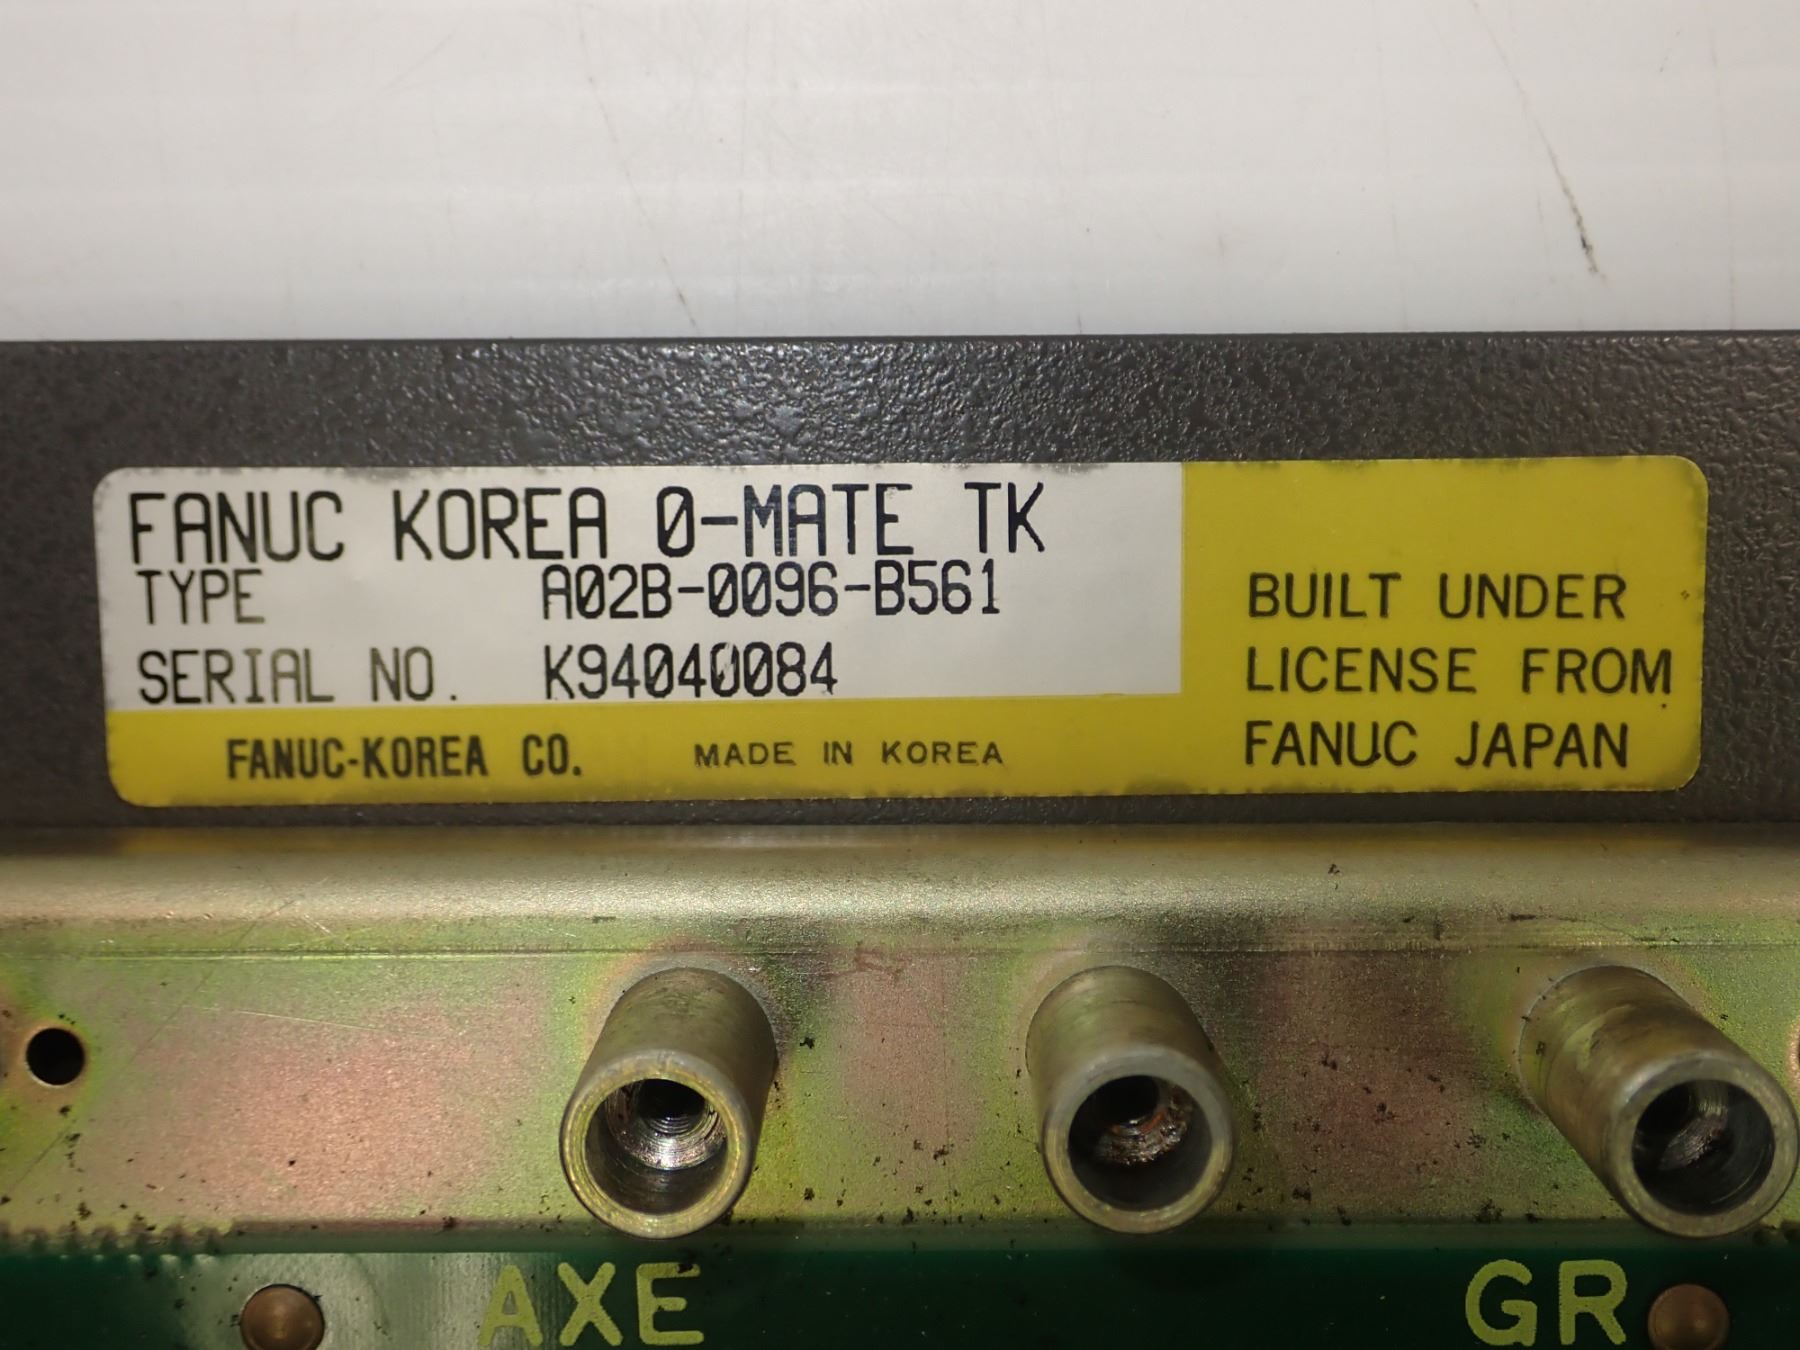 FANUC KOREA 0-MATE TK
TYPE A02B-0096-B561
SERIAL NO. K94040084
FANUC-KOREA CO. MADE IN KOREA
BUILT UNDER
LICENSE FROM
FANUC JAPAN
AXE GR